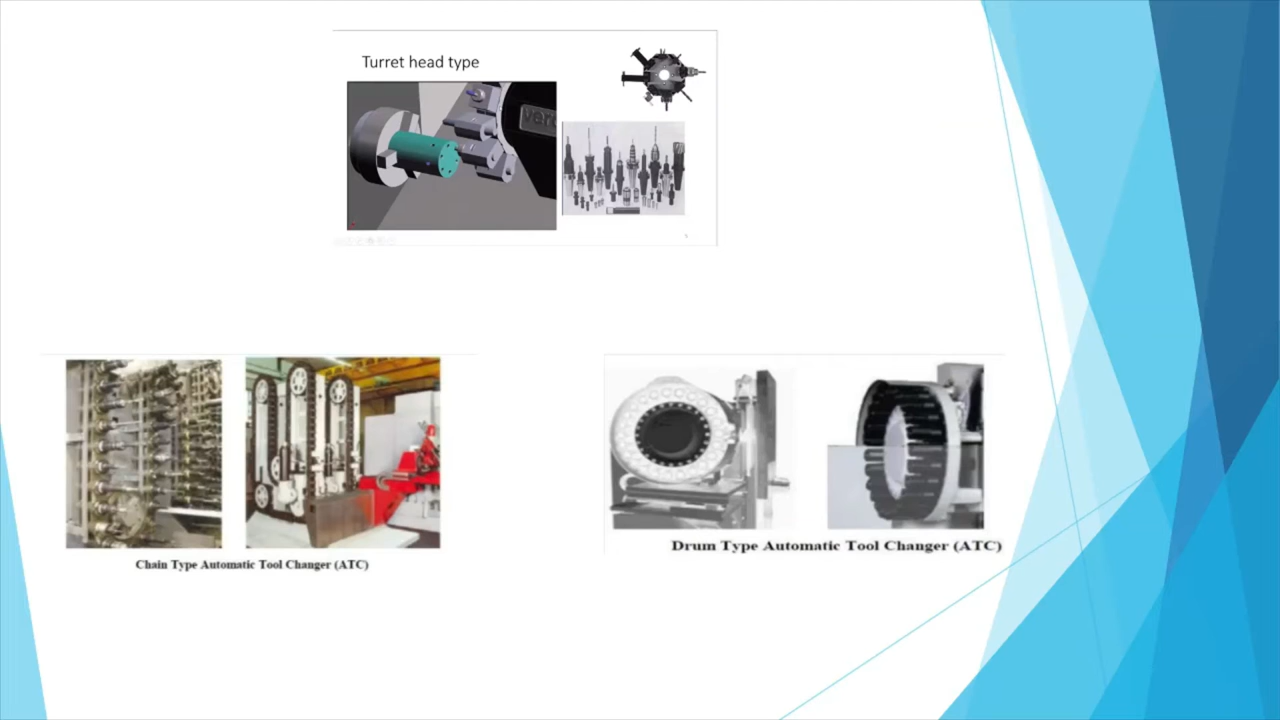 Turret head type
Chain Type Automatic Tool Changer (ATC)
Drum Type Automatic Tool Changer (ATC)